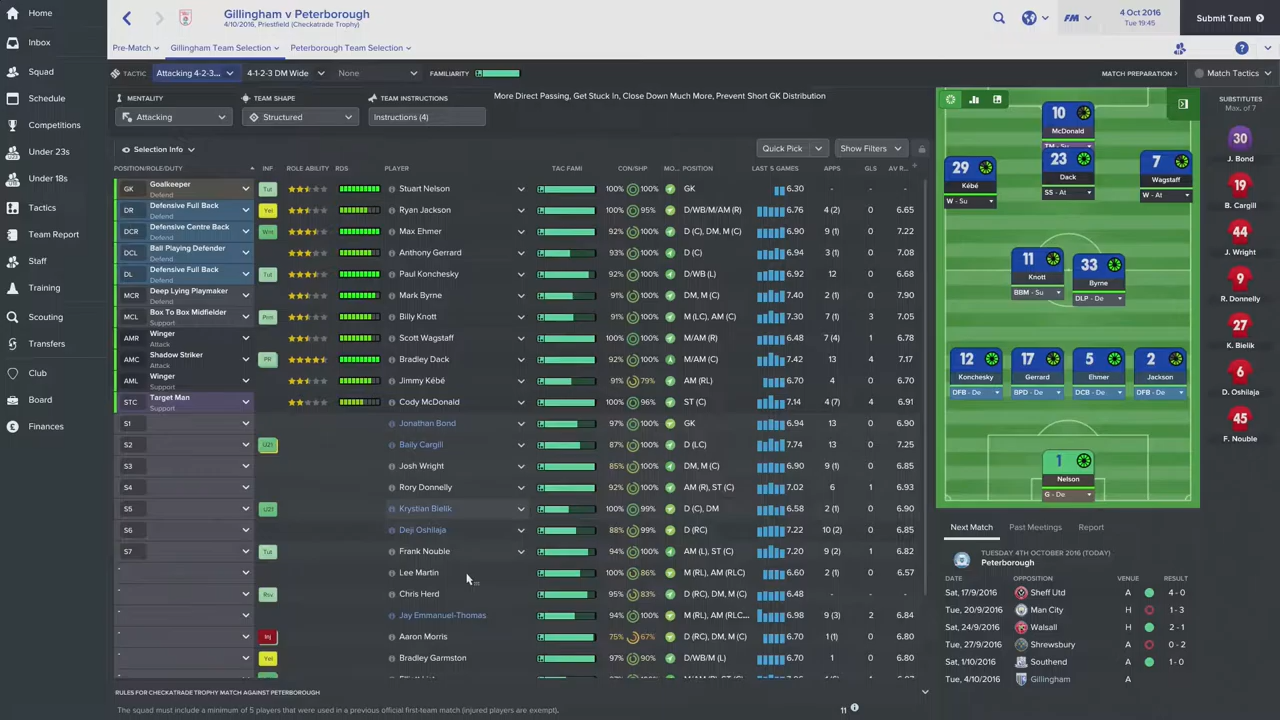 Home
Inbox
Squad
Schedule
Competitions
Under 23s
Under 18s
Tactics
Team Report
Staff
Training
Scouting
Transfers
Club
Board
Finances
Gillingham v Peterborough
4/10/2016, Priestfield (Checkatrade Trophy)
FM
4 Oct 2016
Tue 19:45
Submit Team
Pre-Match
Gillingham Team Selection
Peterborough Team Selection
TACTIC
Attacking 4-2-3...
4-1-2-3 DM Wide
None
FAMILIARITY
MATCH PREPARATION
Match Tactics
MENTALITY
Attacking
TEAM SHAPE
Structured
TEAM INSTRUCTIONS
Instructions (4)
More Direct Passing, Get Stuck In, Close Down Much More, Prevent Short GK Distribution
Selection Info
Quick Pick
Show Filters
POSITION/ROLE/DUTY INF ROLE ABILITY RDS PLAYER TAC FAMI CON/SHP MO... POSITION LAST 5 GAMES APPS GLS AV R...
GK Goalkeeper Defend Tut Stuart Nelson 100% 100% GK 6.30 - - -
DR Defensive Full Back Defend Yel Ryan Jackson 100% 95% D/WB/M/AM (R) 6.76 4 (2) 0 6.65
DCR Defensive Centre Back Defend Wnt Max Ehmer 92% 100% D (C), DM, M (C) 6.90 9 (1) 0 7.22
DCL Ball Playing Defender Defend Anthony Gerrard 92% 100% D (C) 6.94 3 (1) 0 7.08
DL Defensive Full Back Defend Tut Paul Konchesky 92% 93% D/WB (L) 6.92 12 0 6.68
MCR Deep Lying Playmaker Defend Mark Byrne 92% 100% DM, M (C) 7.40 2 (1) 0 7.90
MCL Box To Box Midfielder Support Prm Billy Knott 91% 100% M (LC), AM (C) 7.30 7 (1) 3 7.05
AMR Winger Attack Scott Wagstaff 92% 100% M/AM (R) 7.48 7 (4) 1 6.78
AMC Shadow Striker Attack PR Bradley Dack 92% 100% M/AM (C) 7.42 13 4 7.17
AML Winger Support Jimmy Kébé 91% 79% AM (RL) 6.70 4 0 6.70
STC Target Man Support Cody McDonald 100% 96% ST (C) 7.14 4 (7) 4 6.91
S1 Jonathan Bond 97% 100% GK 6.94 13 0 6.90
S2 U21 Baily Cargill 87% 100% D (LC) 7.74 13 0 7.25
S3 Josh Wright 85% 100% DM, M (C) 6.90 9 (1) 0 6.85
S4 Rory Donnelly 100% 100% AM (R), ST (C) 7.02 6 1 6.93
S5 U21 Krystian Bielik 100% 99% D (C), DM 6.58 2 (1) 0 6.90
S6 Deji Oshilaja 88% 99% D (RC) 7.22 10 (2) 0 6.85
S7 Tut Frank Nouble 94% 100% AM (L), ST (C) 7.20 9 (2) 1 6.82
- Lee Martin 100% 86% M (RL), AM (RLC) 6.60 2 (1) 0 6.57
- Rsv Chris Herd 95% 83% D (RC), DM, M (C) 6.48 - - -
- Jay Emmanuel-Thomas 94% 100% M (RL), AM (RLC... 6.98 9 (3) 2 6.84
- Inj Aaron Morris 75% 67% D (RC), DM, M (C) 6.80 1 (1) 0 6.80
- Yel Bradley Garmston 97% 90% D/WB/M (L) 6.70 1 0 6.70
RULES FOR CHECKATRADE TROPHY MATCH AGAINST PETERBOROUGH
The squad must include a minimum of 5 players that were used in a previous official first-team match (injured players are exempt).
11
10
McDonald
TM - Su
29
Kébé
W - Su
23
Dack
SS - At
7
Wagstaff
W - At
11
Knott
BBM - Su
33
Byrne
DLP - De
12
Konchesky
DFB - De
17
Gerrard
BPD - De
5
Ehmer
DCB - De
2
Jackson
DFB - De
1
Nelson
G - De
SUBSTITUTES
Max. of 7
30
J. Bond
19
B. Cargill
44
J. Wright
9
R. Donnelly
27
K. Bielik
6
D. Oshilaja
45
F. Nouble
Next Match
Past Meetings
Report
TUESDAY 4TH OCTOBER 2016 (TODAY)
Peterborough
DATE OPPOSITION VENUE RESULT
Sat, 17/9/2016 Sheff Utd A 4 - 0
Tue, 20/9/2016 Man City H 1 - 3
Sat, 24/9/2016 Walsall H 2 - 1
Tue, 27/9/2016 Shrewsbury A 0 - 2
Sat, 1/10/2016 Southend A 1 - 0
Tue, 4/10/2016 Gillingham A